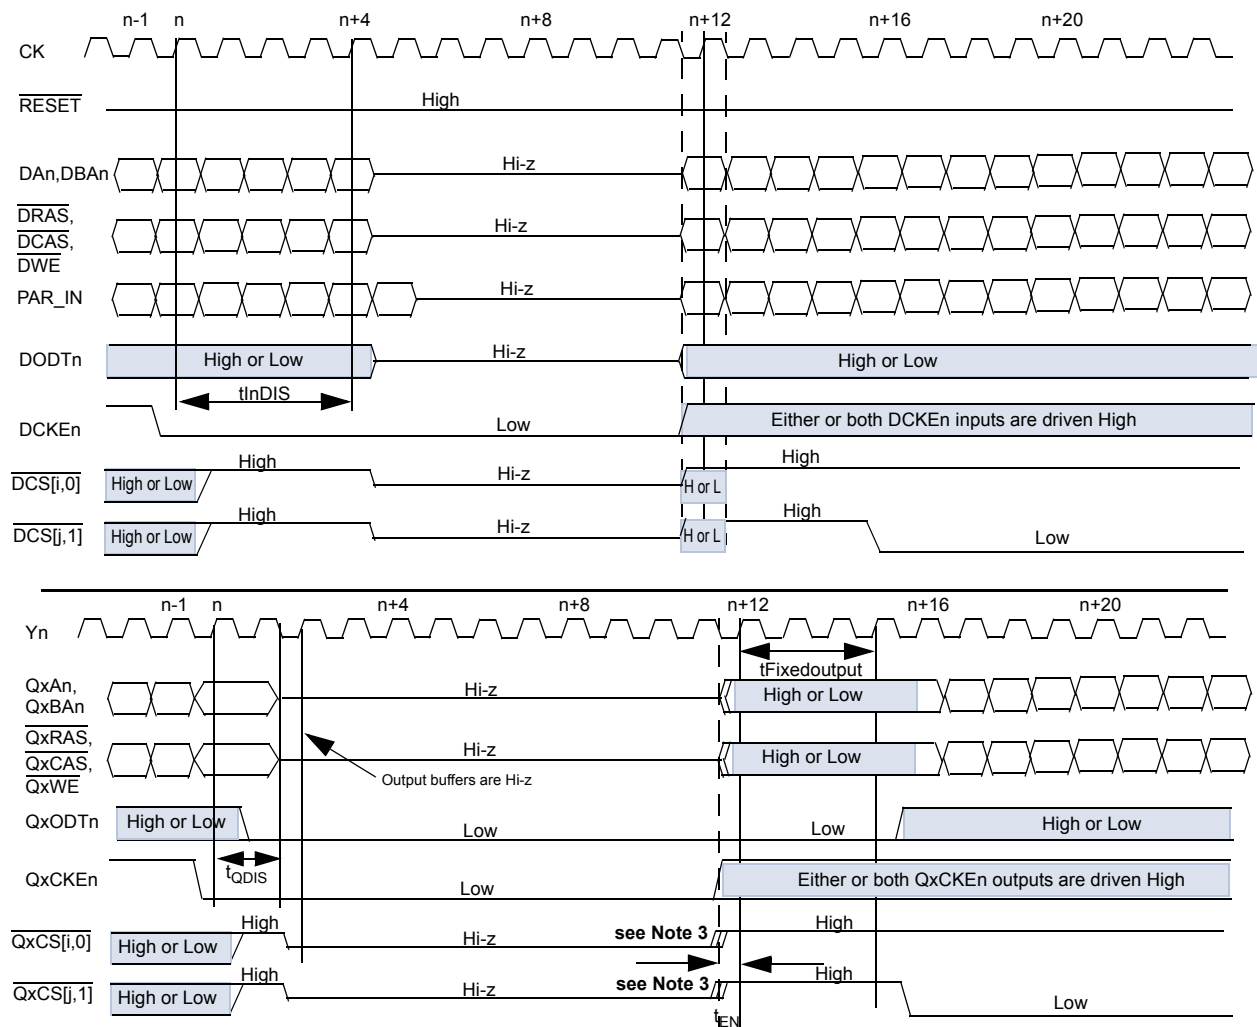 n-1 n n+4 n+8 n+12 n+16 n+20
CK
RESET High
DAn,DBAn Hi-z
DRAS,
DCAS, Hi-z
DWE
PAR_IN Hi-z
DODTn High or Low Hi-z High or Low
tInDIS
DCKEn Low Either or both DCKEn inputs are driven High
DCS[i,0] High or Low High Hi-z H or L High
DCS[j,1] High or Low High Hi-z H or L High Low
n-1 n n+4 n+8 n+12 n+16 n+20
Yn
tFixedoutput
QxAn,
QxBAn Hi-z High or Low
QxRAS,
QxCAS, Hi-z High or Low
QxWE
Output buffers are Hi-z
QxODTn High or Low Low Low High or Low
tQDIS
QxCKEn Low Either or both QxCKEn outputs are driven High
QxCS[i,0] High or Low High Hi-z see Note 3 High
QxCS[j,1] High or Low High Hi-z see Note 3 High Low
tEN